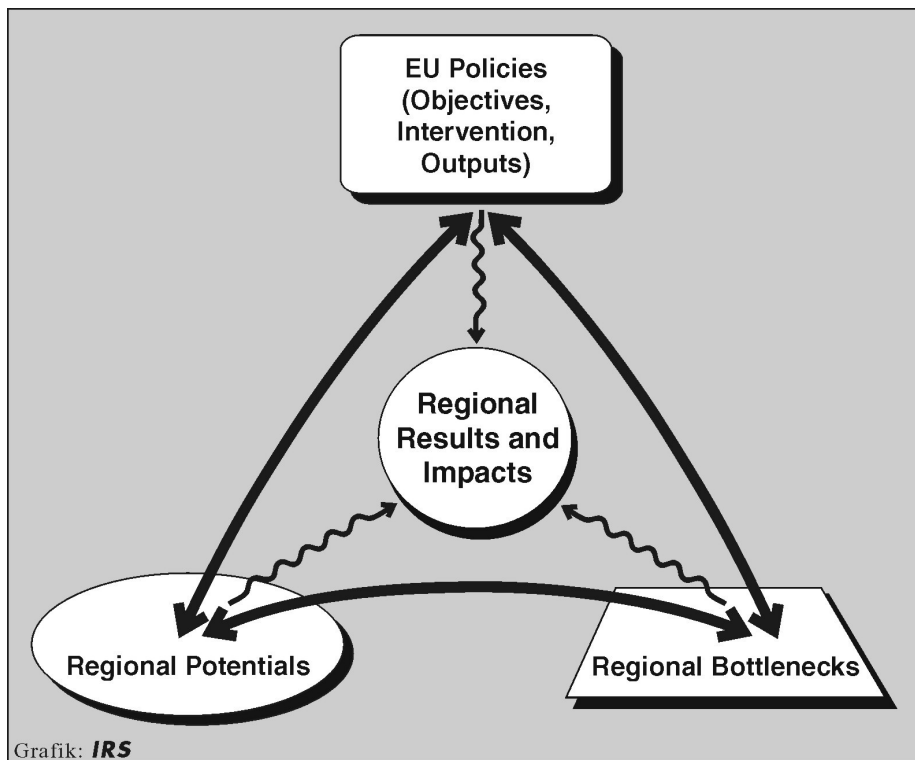 EU Policies
(Objectives,
Intervention,
Outputs)
Regional
Results and
Impacts
Regional Potentials
Regional Bottlenecks
Grafik: IRS